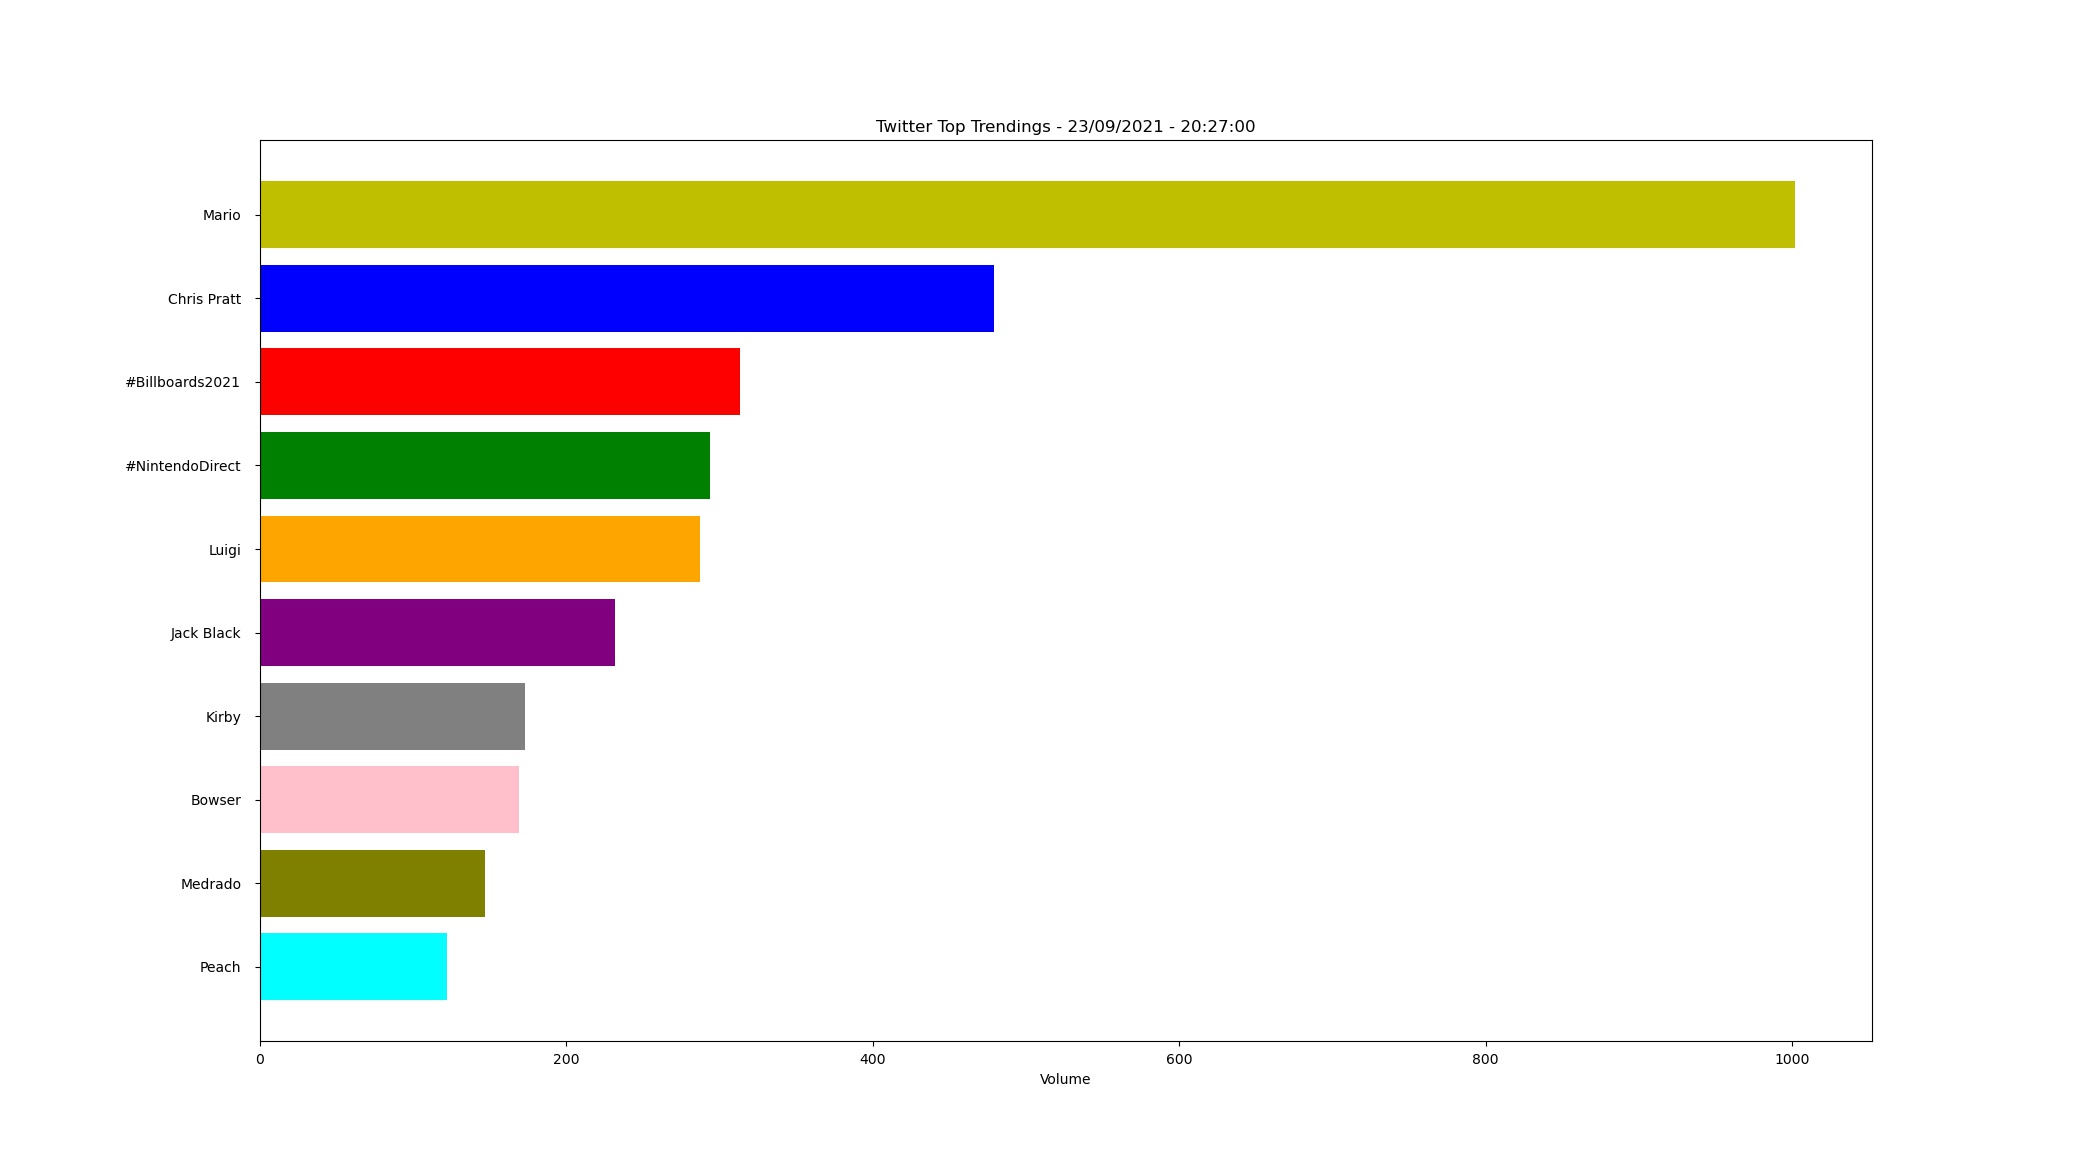 Twitter Top Trendings - 23/09/2021 - 20:27:00
Mario
Chris Pratt
#Billboards2021
#NintendoDirect
Luigi
Jack Black
Kirby
Bowser
Medrado
Peach
0 200 400 600 800 1000
Volume